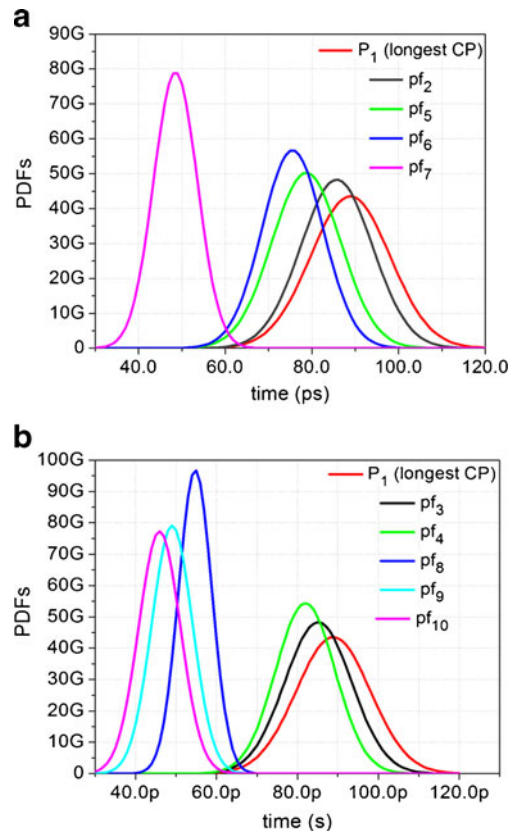 a
90G
80G
70G
60G
50G
40G
30G
20G
10G
0
PDFs
P1 (longest CP)
pf2
pf5
pf6
pf7
40.0 60.0 80.0 100.0 120.0
time (ps)
b
100G
90G
80G
70G
60G
50G
40G
30G
20G
10G
0G
PDFs
P1 (longest CP)
pf3
pf4
pf8
pf9
pf10
40.0p 60.0p 80.0p 100.0p 120.0p
time (s)